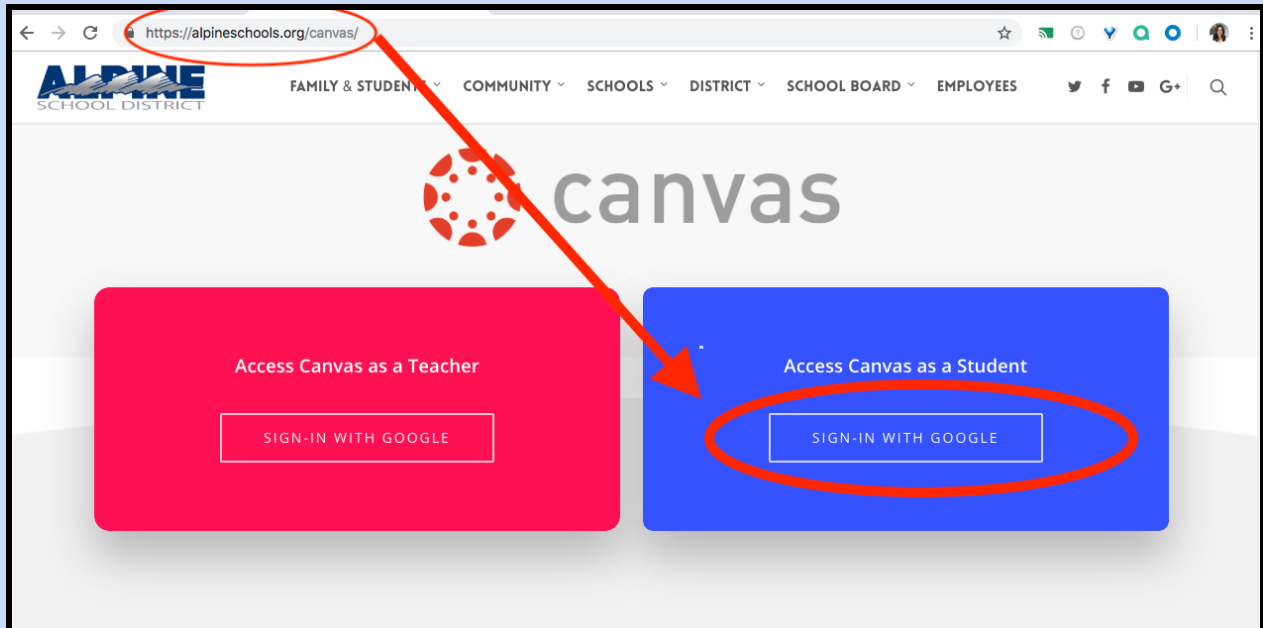 https://alpineschools.org/canvas/
ALPINE
SCHOOL DISTRICT
FAMILY & STUDENT COMMUNITY SCHOOLS DISTRICT SCHOOL BOARD EMPLOYEES f G+
canvas
Access Canvas as a Teacher
SIGN-IN WITH GOOGLE
Access Canvas as a Student
SIGN-IN WITH GOOGLE